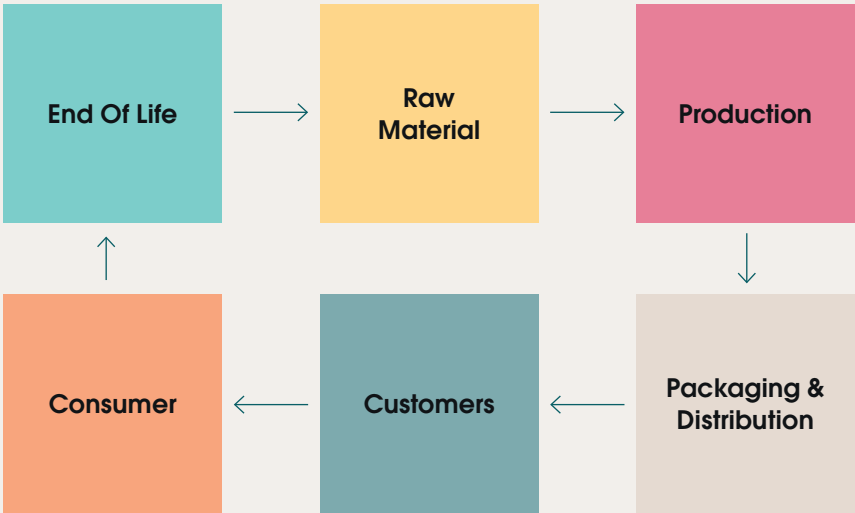 End Of Life
Raw
Material
Production
Consumer
Customers
Packaging &
Distribution